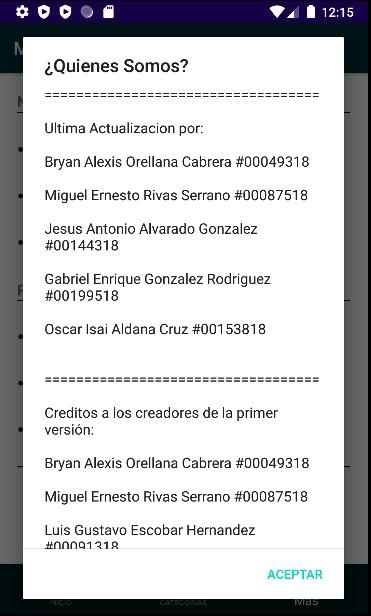 12:15
M
¿Quienes Somos?
===================================
Ultima Actualizacion por:
Bryan Alexis Orellana Cabrera #00049318
Miguel Ernesto Rivas Serrano #00087518
Jesus Antonio Alvarado Gonzalez
#00144318
Gabriel Enrique Gonzalez Rodriguez
#00199518
Oscar Isai Aldana Cruz #00153818
===================================
Creditos a los creadores de la primer
versión:
Bryan Alexis Orellana Cabrera #00049318
Miguel Ernesto Rivas Serrano #00087518
Luis Gustavo Escobar Hernandez
#00091318
ACEPTAR
INICIO
CATEGORIAS
Mas